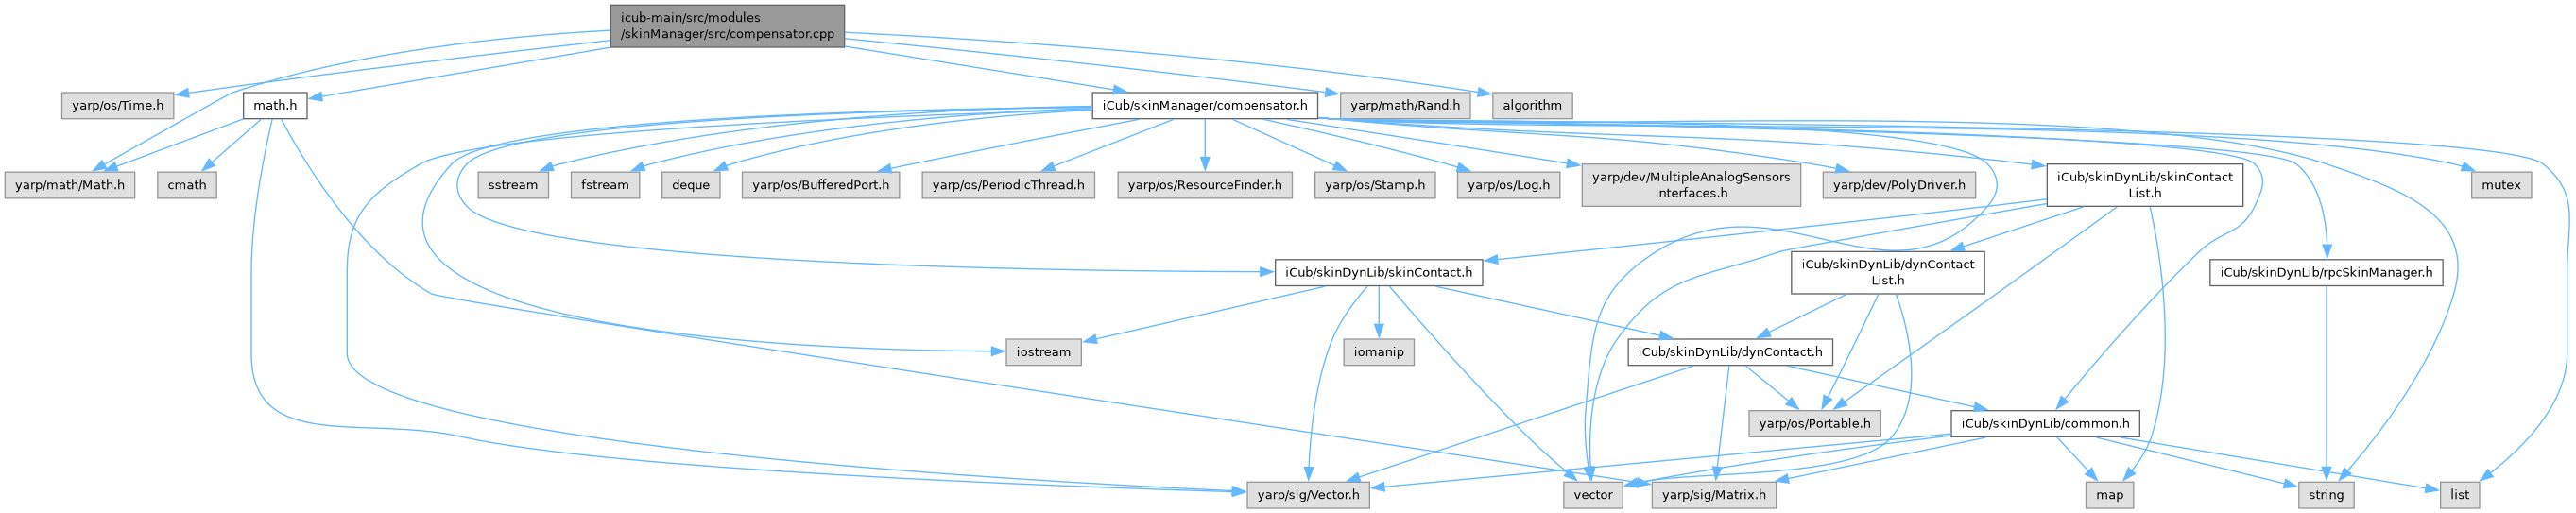 icub-main/src/modules
/skinManager/src/compensator.cpp
yarp/os/Time.h
math.h
iCub/skinManager/compensator.h
yarp/math/Rand.h
algorithm
yarp/math/Math.h
cmath
sstream
fstream
deque
yarp/os/BufferedPort.h
yarp/os/PeriodicThread.h
yarp/os/ResourceFinder.h
yarp/os/Stamp.h
yarp/os/Log.h
yarp/dev/MultipleAnalogSensors
Interfaces.h
yarp/dev/PolyDriver.h
iCub/skinDynLib/skinContact
List.h
mutex
iCub/skinDynLib/skinContact.h
iCub/skinDynLib/dynContact
List.h
iCub/skinDynLib/rpcSkinManager.h
iostream
iomanip
iCub/skinDynLib/dynContact.h
yarp/os/Portable.h
iCub/skinDynLib/common.h
yarp/sig/Vector.h
vector
yarp/sig/Matrix.h
map
string
list